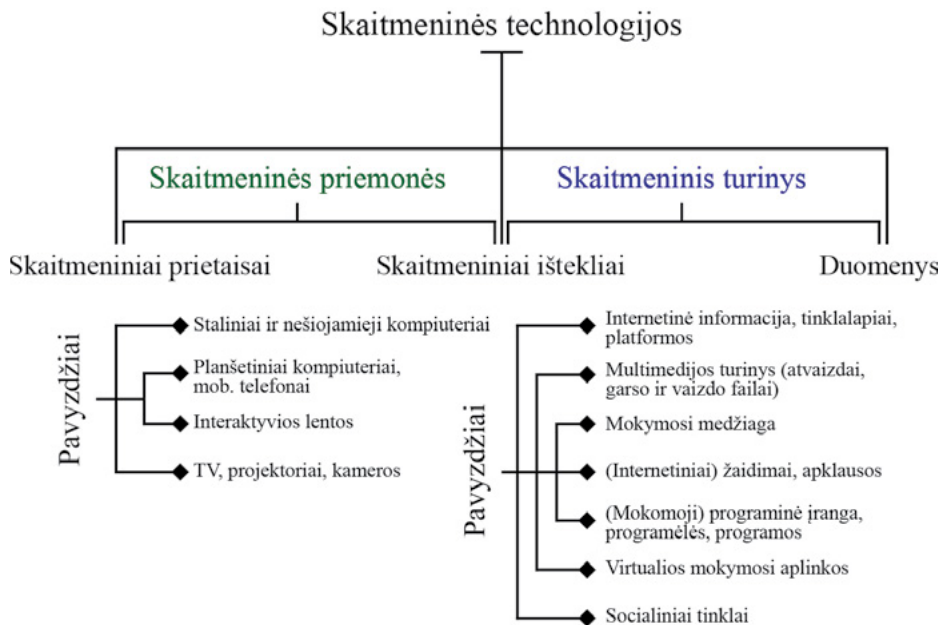 Skaitmeninės technologijos
Skaitmeninės priemonės
Skaitmeninis turinys
Skaitmeniniai prietaisai
Skaitmeniniai ištekliai
Duomenys
Pavyzdžiai
Staliniai ir nešiojamieji kompiuteriai
Planšetiniai kompiuteriai,
mob. telefonai
Interaktyvios lentos
TV, projektoriai, kameros
Pavyzdžiai
Internetinė informacija, tinklalapiai,
platformos
Multimedijos turinys (atvaizdai,
garso ir vaizdo failai)
Mokymosi medžiaga
(Internetiniai) žaidimai, apklausos
(Mokomoji) programinė įranga,
programėlės, programos
Virtualios mokymosi aplinkos
Socialiniai tinklai